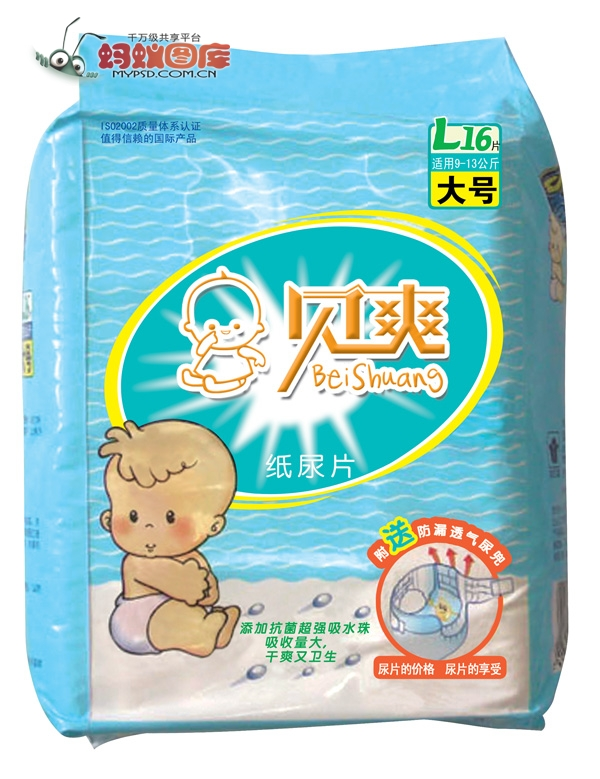 千万级共享平台
蚂蚁图库
MYPSD.COM.CN
ISO2002质量体系认证
值得信赖的国际产品
L16片
适用9-13公斤
大号
贝爽
BeiShuang
纸尿片
附送防漏透气尿兜
添加抗菌超强吸水珠
吸收量大,
干爽又卫生
尿片的价格 尿片的享受